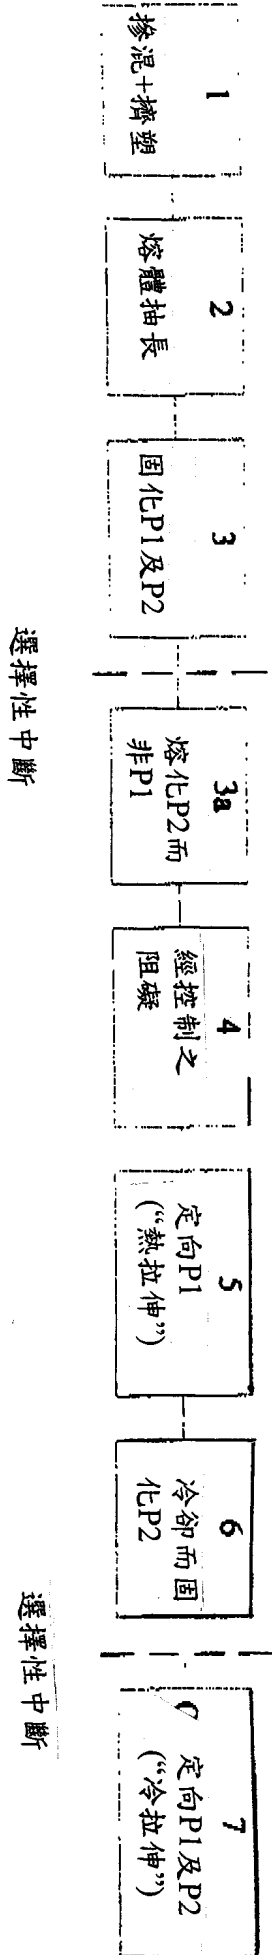 1
摻混+擠塑
2
熔體抽長
3
固化P1及P2
選擇性中斷
3a
熔化P2而
非P1
4
經控制之
阻礙
5
定向P1
(“熱拉伸”)
6
冷卻而固
化P2
選擇性中斷
7
定向P1及P2
(“冷拉伸”)